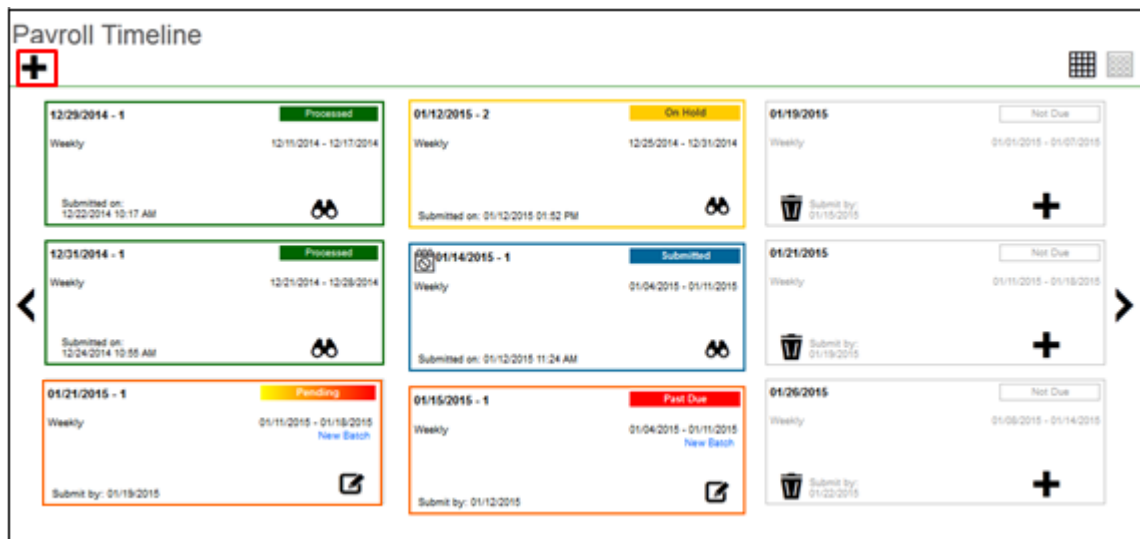 Payroll Timeline
12/29/2014 - 1 Processed
Weekly 12/11/2014 - 12/17/2014
Submitted on:
12/22/2014 10:17 AM
12/31/2014 - 1 Processed
Weekly 12/21/2014 - 12/28/2014
Submitted on:
12/24/2014 10:55 AM
01/21/2015 - 1 Pending
Weekly 01/11/2015 - 01/18/2015
New Batch
Submit by: 01/19/2015
01/12/2015 - 2 On Hold
Weekly 12/25/2014 - 12/31/2014
Submitted on: 01/12/2015 01:52 PM
01/14/2015 - 1 Submitted
Weekly 01/04/2015 - 01/11/2015
Submitted on: 01/12/2015 11:24 AM
01/15/2015 - 1 Past Due
Weekly 01/04/2015 - 01/11/2015
New Batch
Submit by: 01/12/2015
01/19/2015 Not Due
Weekly 01/01/2015 - 01/07/2015
Submit by:
01/15/2015
01/21/2015 Not Due
Weekly 01/11/2015 - 01/18/2015
Submit by:
01/19/2015
01/26/2015 Not Due
Weekly 01/08/2015 - 01/14/2015
Submit by:
01/22/2015